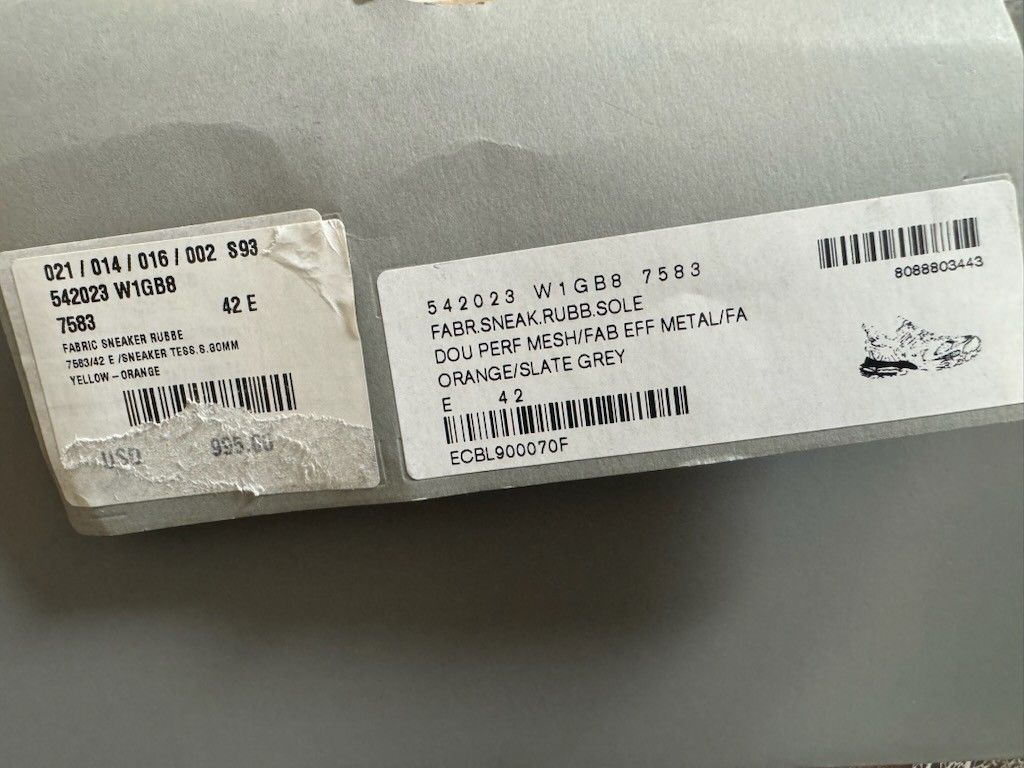 021 / 014 / 016 / 002 S93
542023 W1GB8
7583 42 E
FABRIC SNEAKER RUBBE
7583/42 E /SNEAKER TESS.S.80MM
YELLOW - ORANGE
USD 995.00
8088803443
542023 W1GB8 7583
FABR.SNEAK.RUBB.SOLE
DOU PERF MESH/FAB EFF METAL/FA
ORANGE/SLATE GREY
E 42
ECBL900070F